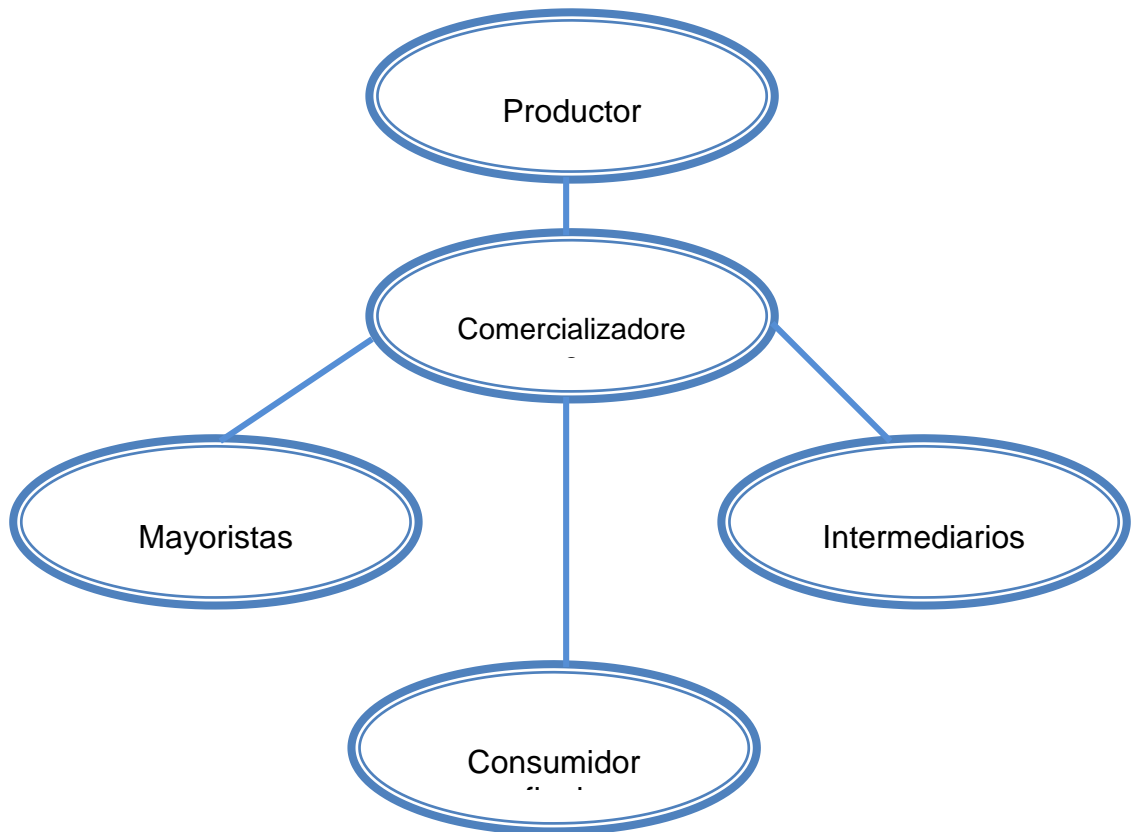 Productor
Comercializadore
Mayoristas
Intermediarios
Consumidor